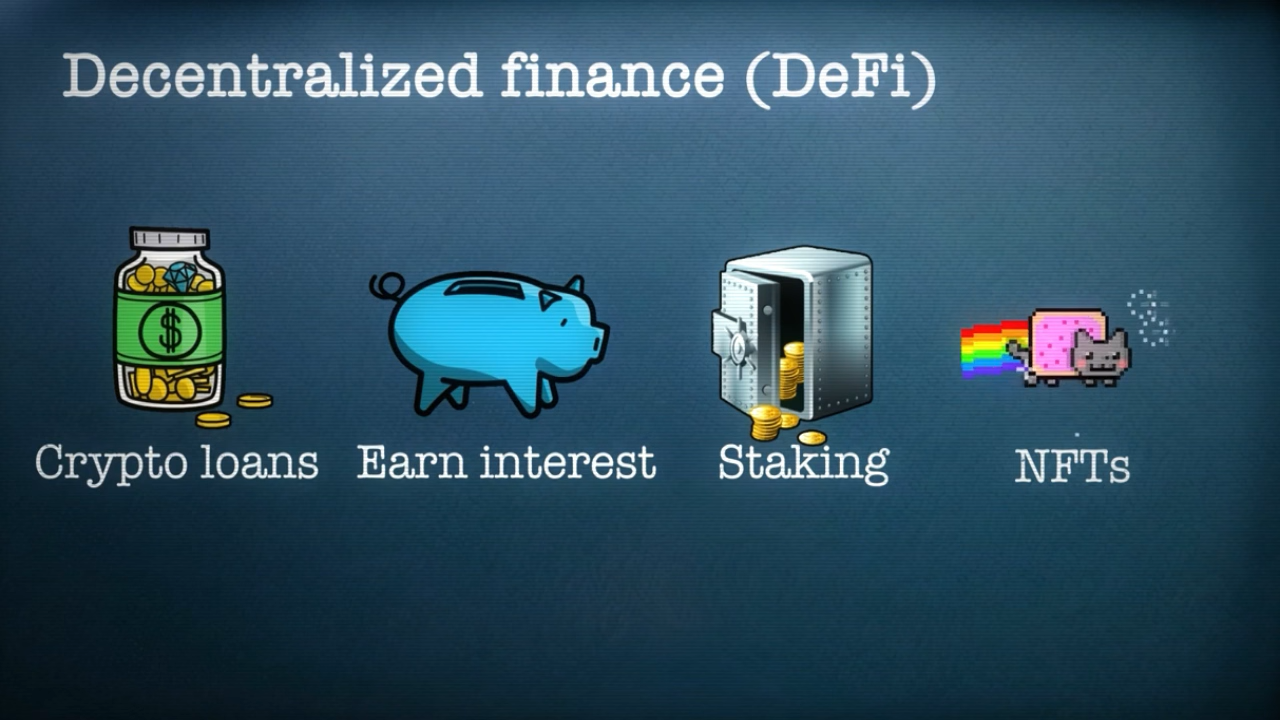 Decentralized finance (DeFi)
$
Crypto loans
Earn interest
Staking
NFTs